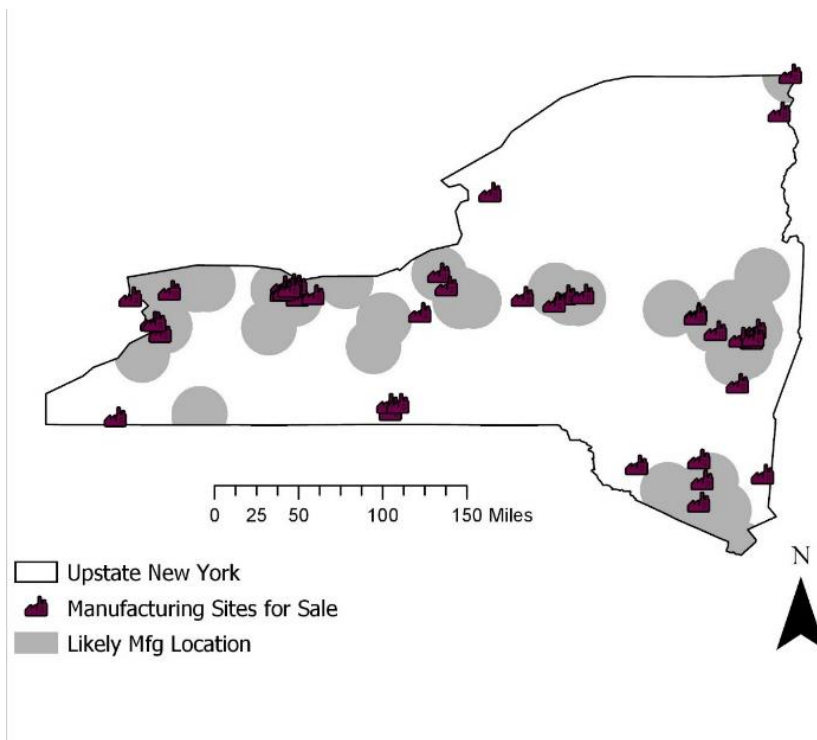 0 25 50 100 150 Miles
Upstate New York
Manufacturing Sites for Sale
Likely Mfg Location
N